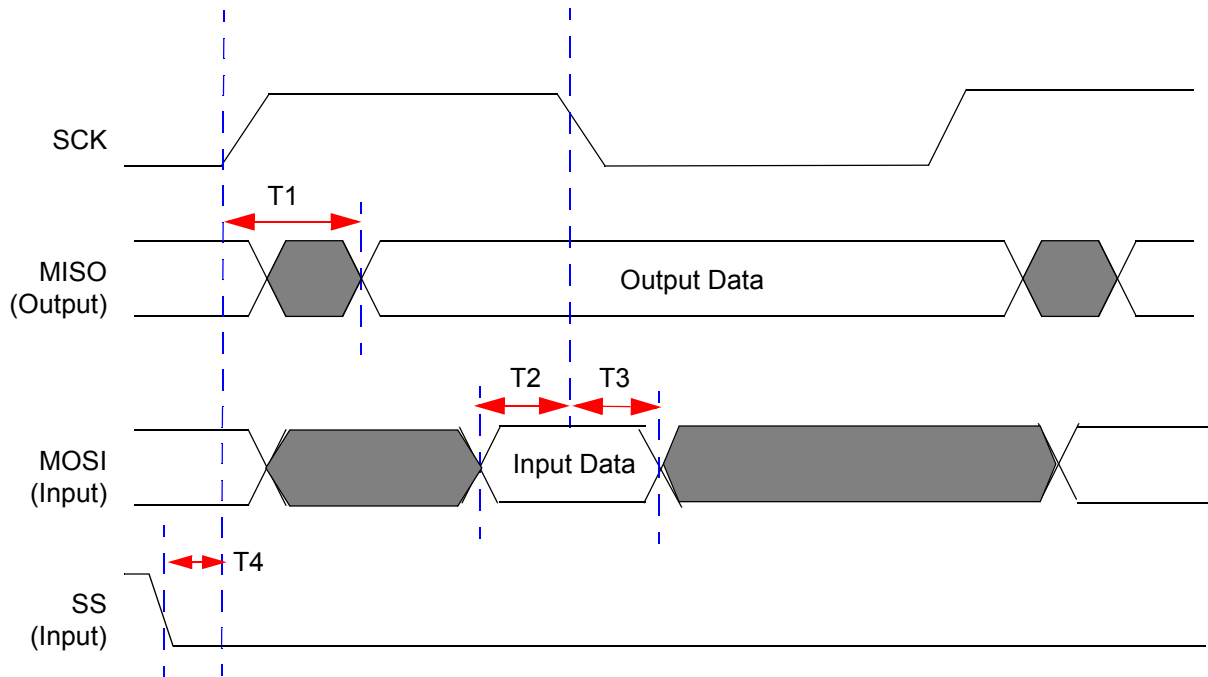 SCK
T1
MISO
(Output)
Output Data
T2
T3
MOSI
(Input)
Input Data
T4
SS
(Input)